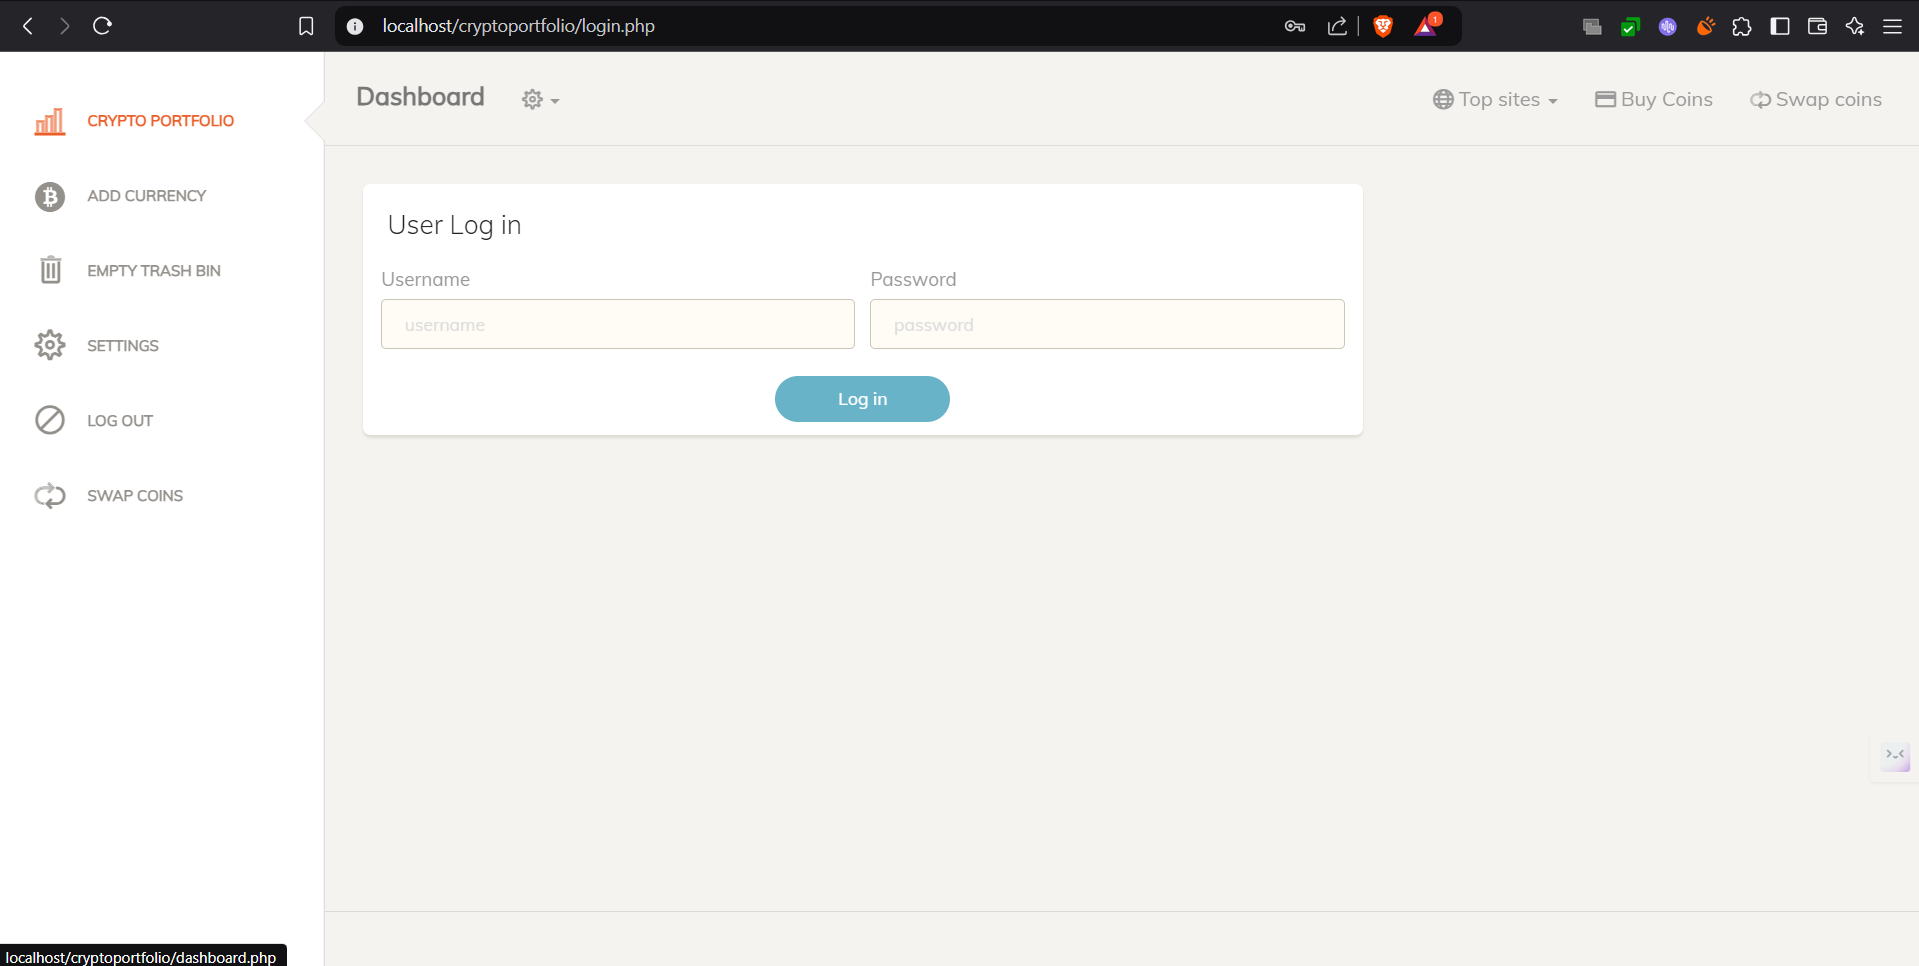 localhost/cryptoportfolio/login.php
1
CRYPTO PORTFOLIO
ADD CURRENCY
EMPTY TRASH BIN
SETTINGS
LOG OUT
SWAP COINS
Dashboard
Top sites
Buy Coins
Swap coins
User Log in
Username
Password
username
password
Log in
localhost/cryptoportfolio/dashboard.php